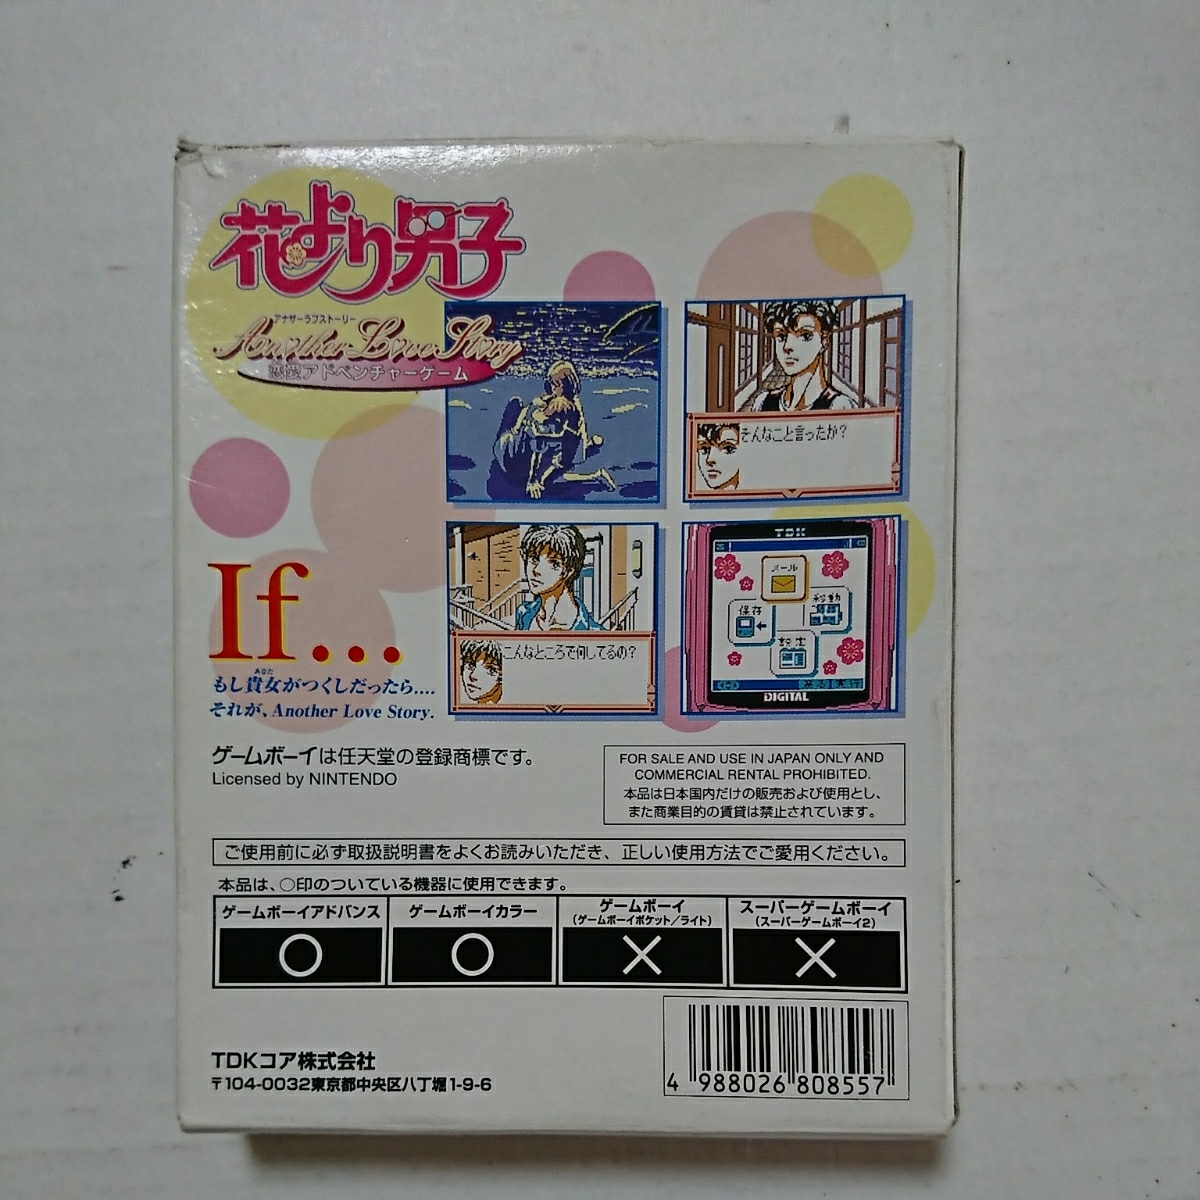 花より男子
アナザーラブストーリー
Another Love Story
恋愛アドベンチャーゲーム
そんなこと言ったか?
こんなところで何してるの?
TDK
メール
保存
移動
設定
DIGITAL
If...
あなた
もし貴女がつくしだったら....
それが、Another Love Story.
ゲームボーイは任天堂の登録商標です。
Licensed by NINTENDO
FOR SALE AND USE IN JAPAN ONLY AND
COMMERCIAL RENTAL PROHIBITED.
本品は日本国内だけの販売および使用とし、
また商業目的の賃貸は禁止されています。
ご使用前に必ず取扱説明書をよくお読みいただき、正しい使用方法でご愛用ください。
本品は、○印のついている機器に使用できます。
ゲームボーイアドバンス
ゲームボーイカラー
ゲームボーイ
(ゲームボーイポケット/ライト)
スーパーゲームボーイ
(スーパーゲームボーイ2)
○ ○ × ×
TDKコア株式会社
〒104-0032東京都中央区八丁堀1-9-6
4 988026 808557